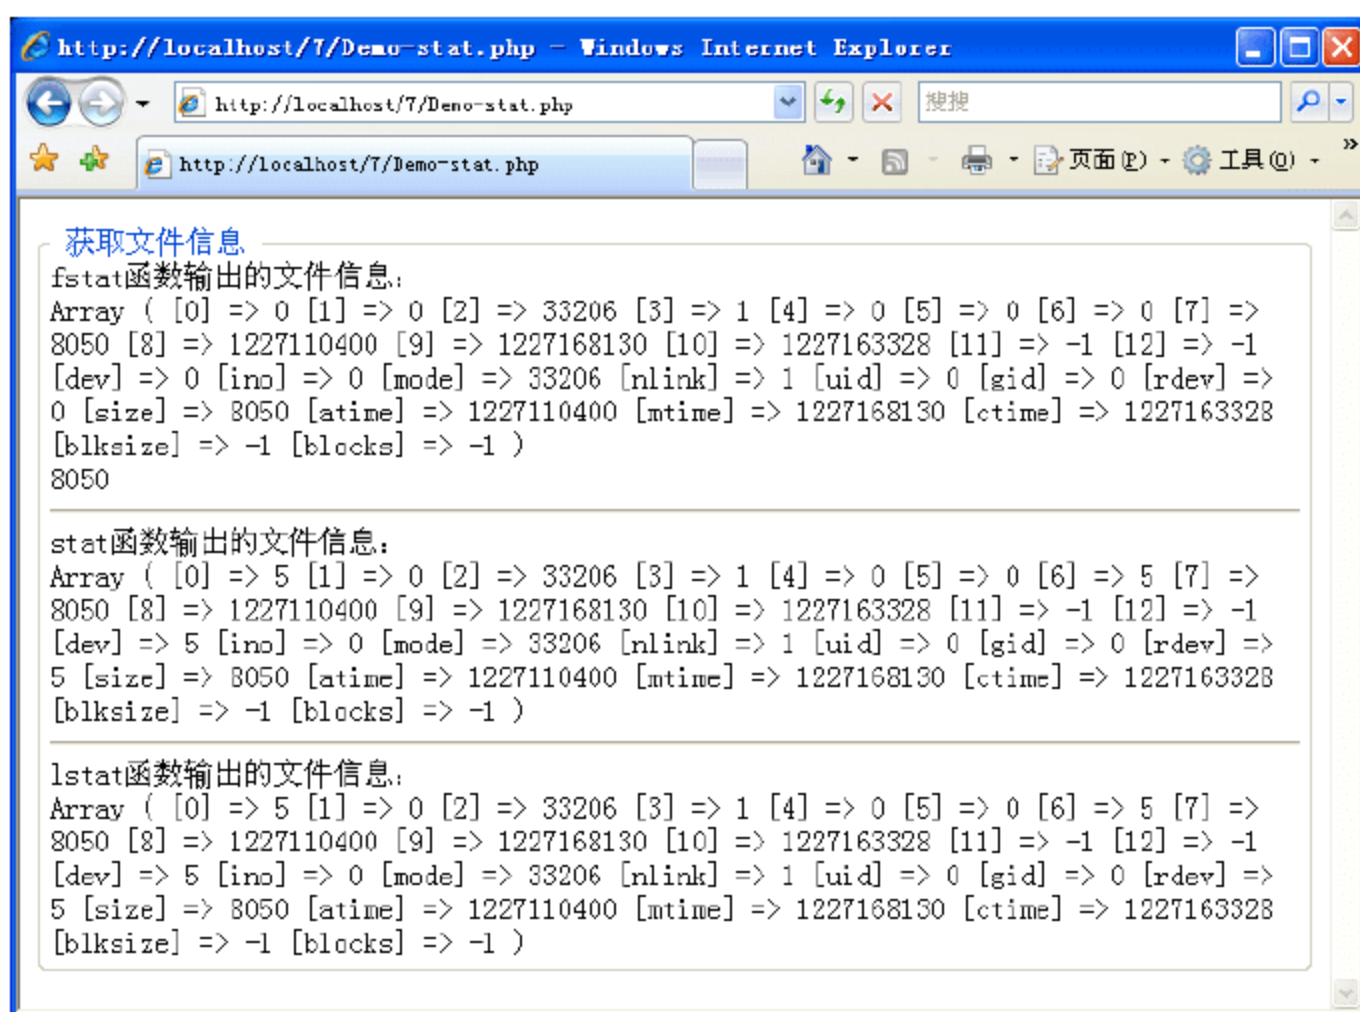 http://localhost/7/Demo-stat.php - Windows Internet Explorer
http://localhost/7/Demo-stat.php
搜搜
http://localhost/7/Demo-stat.php
页面(P)
工具(O)
获取文件信息
fstat函数输出的文件信息：
Array ( [0] => 0 [1] => 0 [2] => 33206 [3] => 1 [4] => 0 [5] => 0 [6] => 0 [7] =>
8050 [8] => 1227110400 [9] => 1227168130 [10] => 1227163328 [11] => -1 [12] => -1
[dev] => 0 [ino] => 0 [mode] => 33206 [nlink] => 1 [uid] => 0 [gid] => 0 [rdev] =>
0 [size] => 8050 [atime] => 1227110400 [mtime] => 1227168130 [ctime] => 1227163328
[blksize] => -1 [blocks] => -1 )
8050
stat函数输出的文件信息：
Array ( [0] => 5 [1] => 0 [2] => 33206 [3] => 1 [4] => 0 [5] => 0 [6] => 5 [7] =>
8050 [8] => 1227110400 [9] => 1227168130 [10] => 1227163328 [11] => -1 [12] => -1
[dev] => 5 [ino] => 0 [mode] => 33206 [nlink] => 1 [uid] => 0 [gid] => 0 [rdev] =>
5 [size] => 8050 [atime] => 1227110400 [mtime] => 1227168130 [ctime] => 1227163328
[blksize] => -1 [blocks] => -1 )
lstat函数输出的文件信息：
Array ( [0] => 5 [1] => 0 [2] => 33206 [3] => 1 [4] => 0 [5] => 0 [6] => 5 [7] =>
8050 [8] => 1227110400 [9] => 1227168130 [10] => 1227163328 [11] => -1 [12] => -1
[dev] => 5 [ino] => 0 [mode] => 33206 [nlink] => 1 [uid] => 0 [gid] => 0 [rdev] =>
5 [size] => 8050 [atime] => 1227110400 [mtime] => 1227168130 [ctime] => 1227163328
[blksize] => -1 [blocks] => -1 )